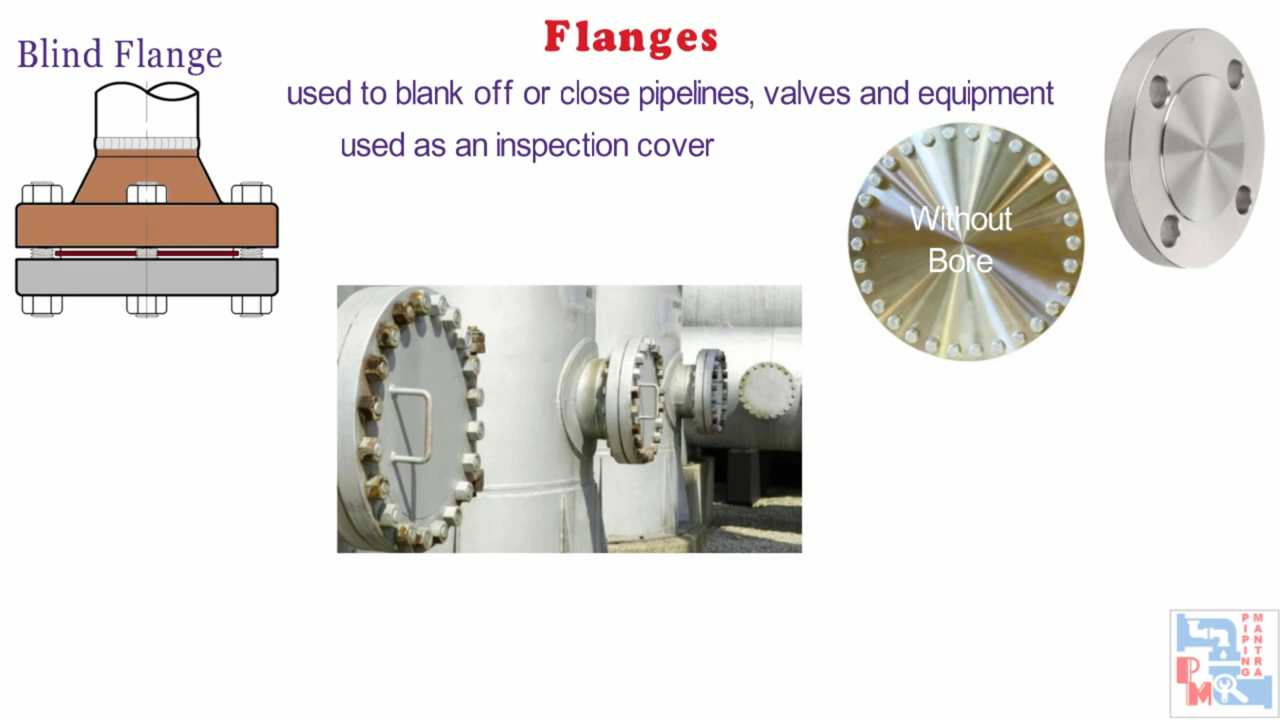 Flanges
Blind Flange
used to blank off or close pipelines, valves and equipment
used as an inspection cover
Without
Bore
PIPING
MANTRA
PM